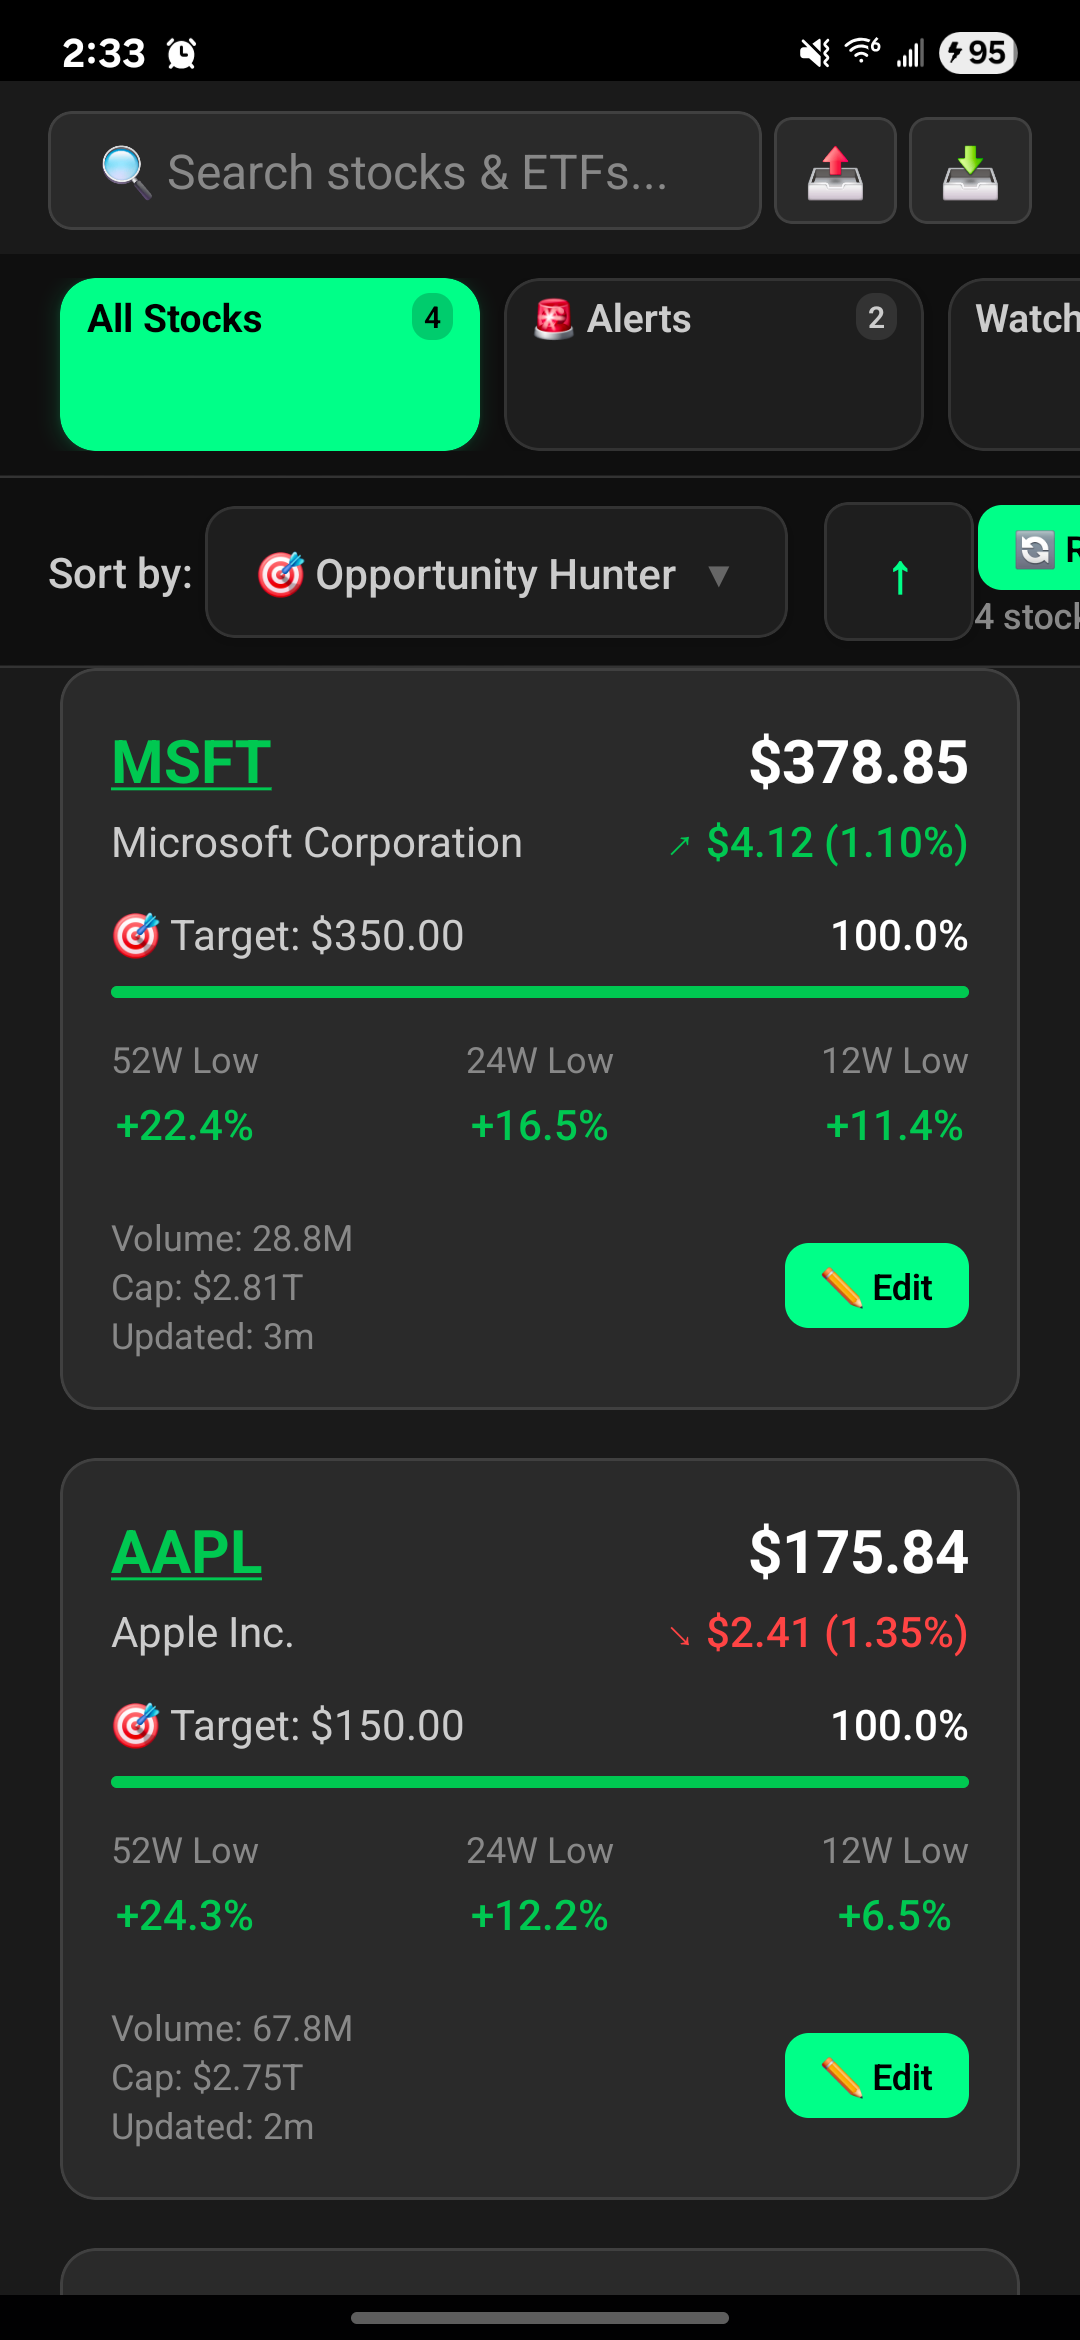 2:33
6
95
🔍 Search stocks & ETFs...
All Stocks 4
🚨 Alerts 2
Watch
Sort by:
🎯 Opportunity Hunter ▼
↑
R
4 stock
MSFT $378.85
Microsoft Corporation ↗ $4.12 (1.10%)
🎯 Target: $350.00 100.0%
52W Low 24W Low 12W Low
+22.4% +16.5% +11.4%
Volume: 28.8M
Cap: $2.81T
Updated: 3m
✏️ Edit
AAPL $175.84
Apple Inc. ↘ $2.41 (1.35%)
🎯 Target: $150.00 100.0%
52W Low 24W Low 12W Low
+24.3% +12.2% +6.5%
Volume: 67.8M
Cap: $2.75T
Updated: 2m
✏️ Edit